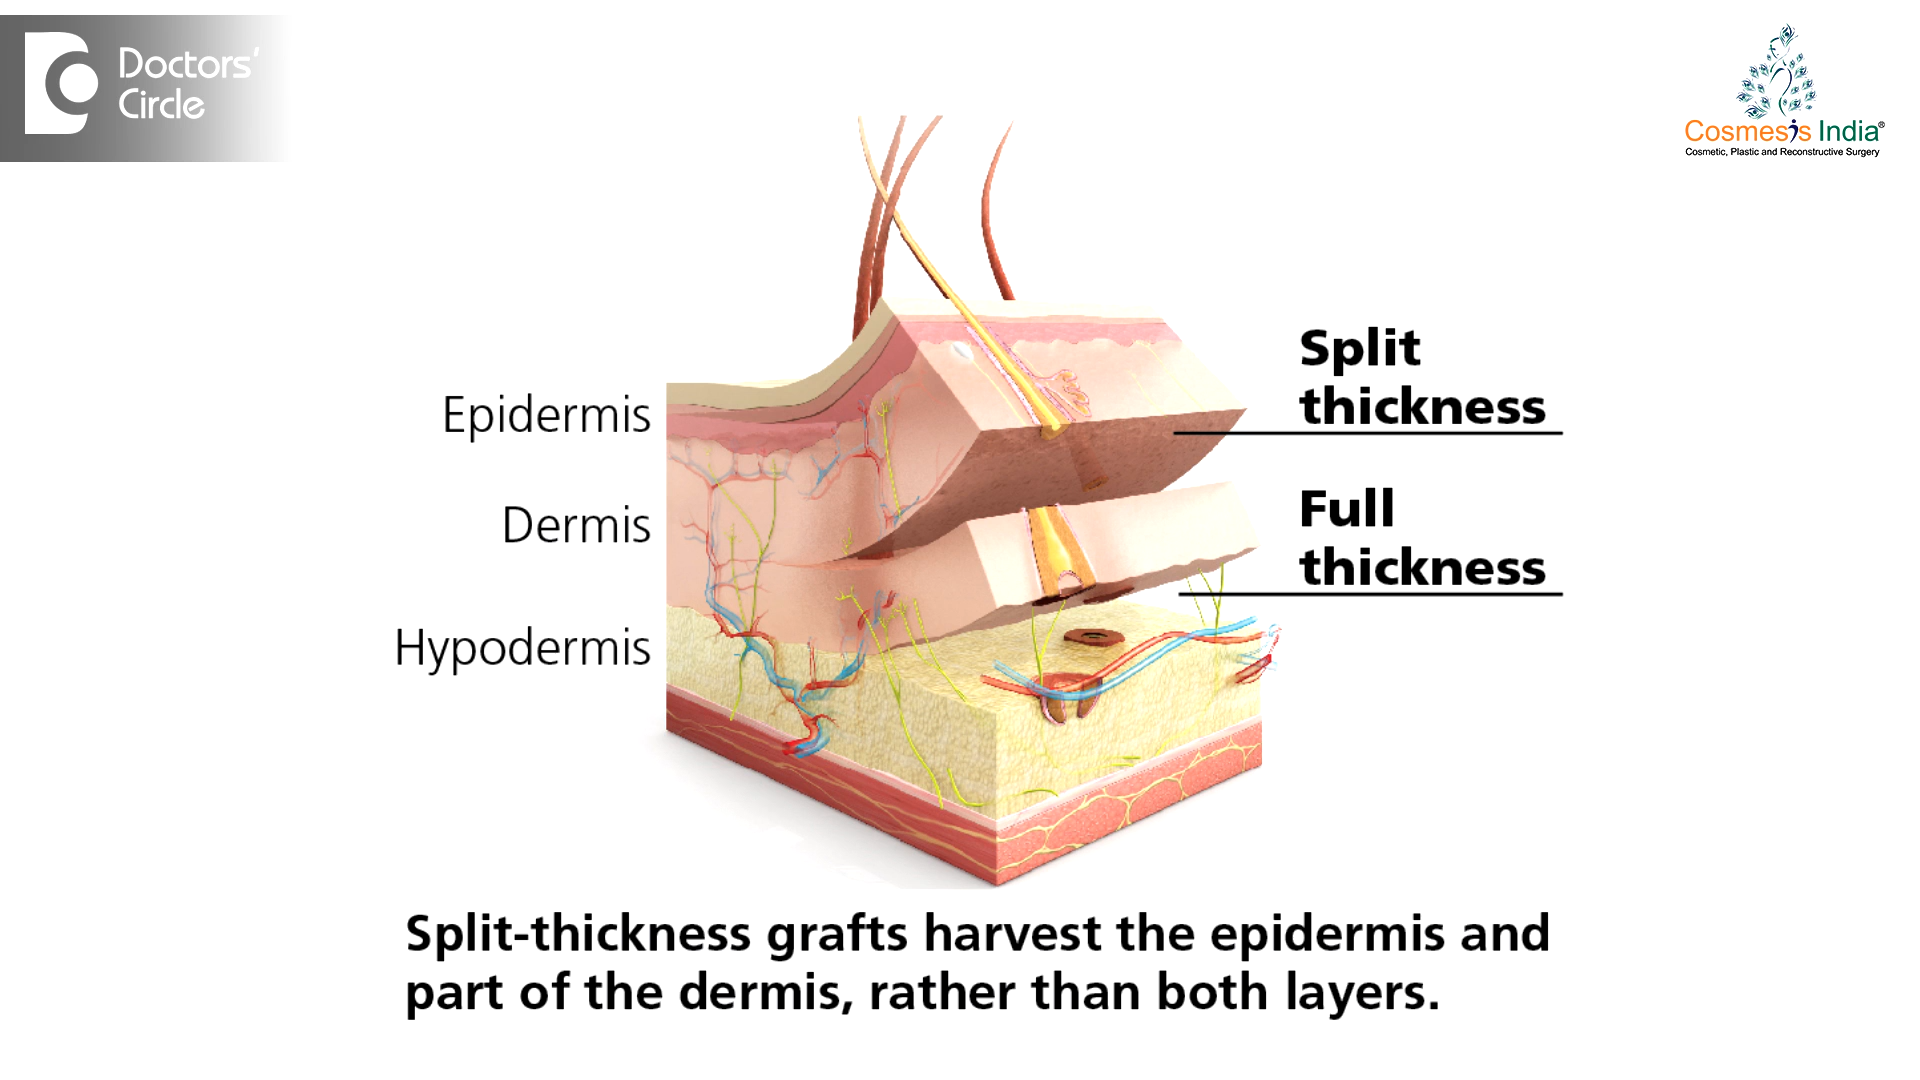 Doctors'
Circle
Cosmesis India®
Cosmetic, Plastic and Reconstructive Surgery
Split
thickness
Epidermis
Full
thickness
Dermis
Hypodermis
Split-thickness grafts harvest the epidermis and
part of the dermis, rather than both layers.